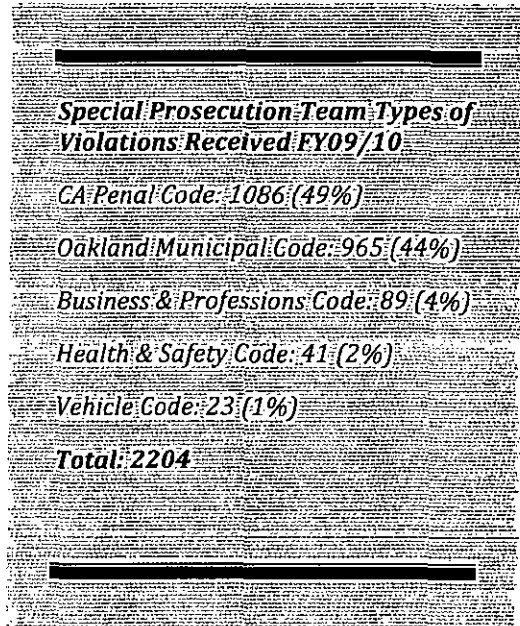 Special Prosecution Team Types of
Violations Received FY09/10
CA Penal Code: 1086 (49%)
Oakland Municipal Code: 965 (44%)
Business & Professions Code: 89 (4%)
Health & Safety Code: 41 (2%)
Vehicle Code: 23 (1%)
Total: 2204